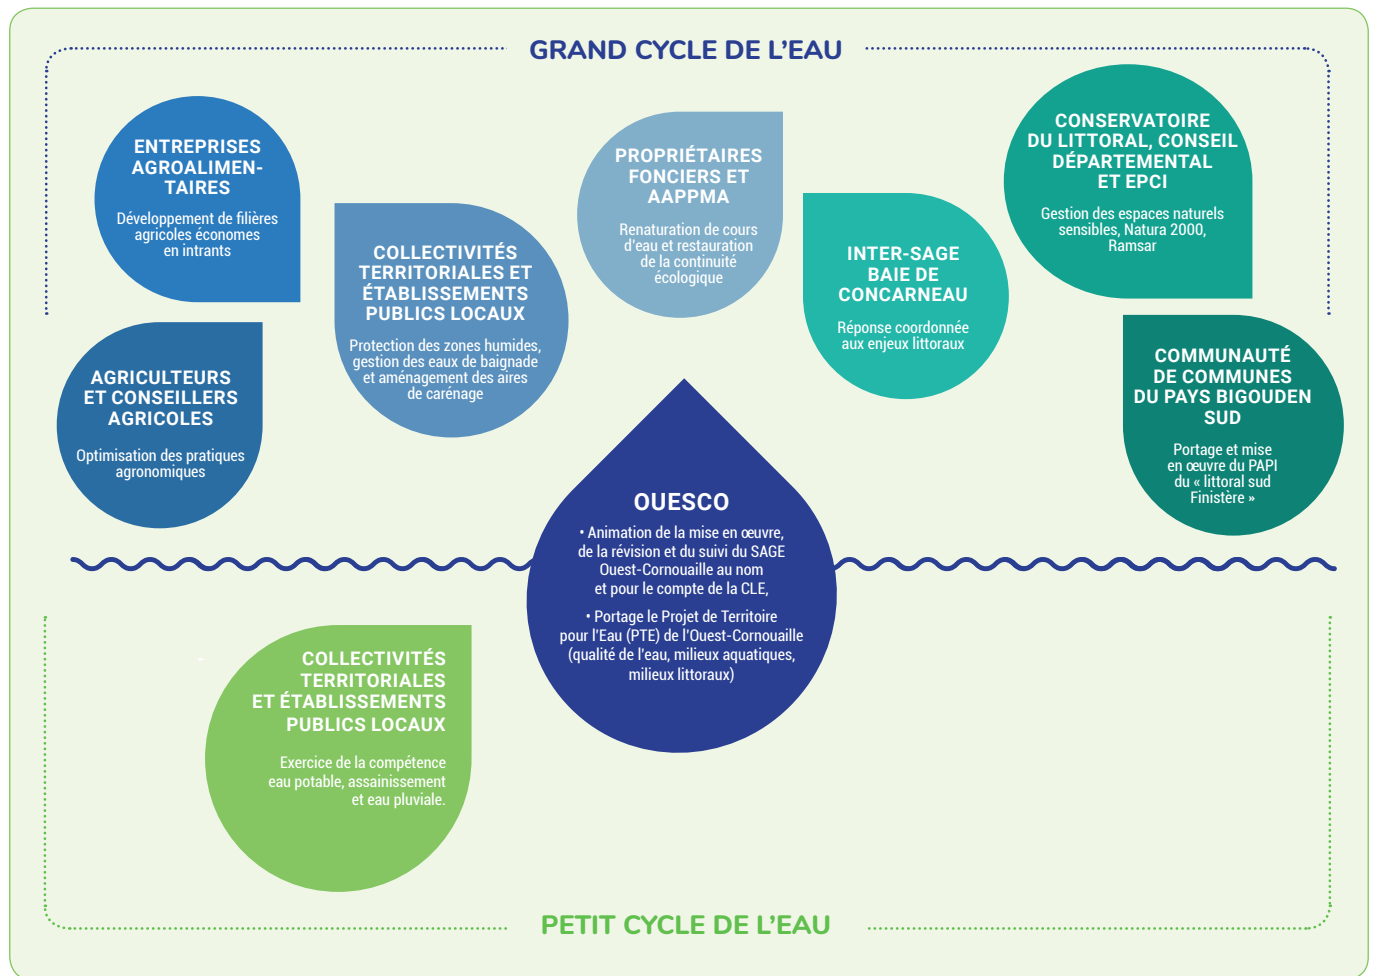 GRAND CYCLE DE L’EAU
ENTREPRISES
AGROALIMEN-
TAIRES
Développement de filières
agricoles économes
en intrants
COLLECTIVITÉS
TERRITORIALES ET
ÉTABLISSEMENTS
PUBLICS LOCAUX
Protection des zones humides,
gestion des eaux de baignade
et aménagement des aires
de carénage
PROPRIÉTAIRES
FONCIERS ET
AAPPMA
Renaturation de cours
d’eau et restauration
de la continuité
écologique
INTER-SAGE
BAIE DE
CONCARNEAU
Réponse coordonnée
aux enjeux littoraux
CONSERVATOIRE
DU LITTORAL, CONSEIL
DÉPARTEMENTAL
ET EPCI
Gestion des espaces naturels
sensibles, Natura 2000,
Ramsar
AGRICULTEURS
ET CONSEILLERS
AGRICOLES
Optimisation des pratiques
agronomiques
COMMUNAUTÉ
DE COMMUNES
DU PAYS BIGOUDEN
SUD
Portage et mise
en œuvre du PAPI
du « littoral sud
Finistère »
OUESCO
• Animation de la mise en œuvre,
de la révision et du suivi du SAGE
Ouest-Cornouaille au nom
et pour le compte de la CLE,
• Portage le Projet de Territoire
pour l’Eau (PTE) de l’Ouest-Cornouaille
(qualité de l’eau, milieux aquatiques,
milieux littoraux)
COLLECTIVITÉS
TERRITORIALES
ET ÉTABLISSEMENTS
PUBLICS LOCAUX
Exercice de la compétence
eau potable, assainissement
et eau pluviale.
PETIT CYCLE DE L’EAU